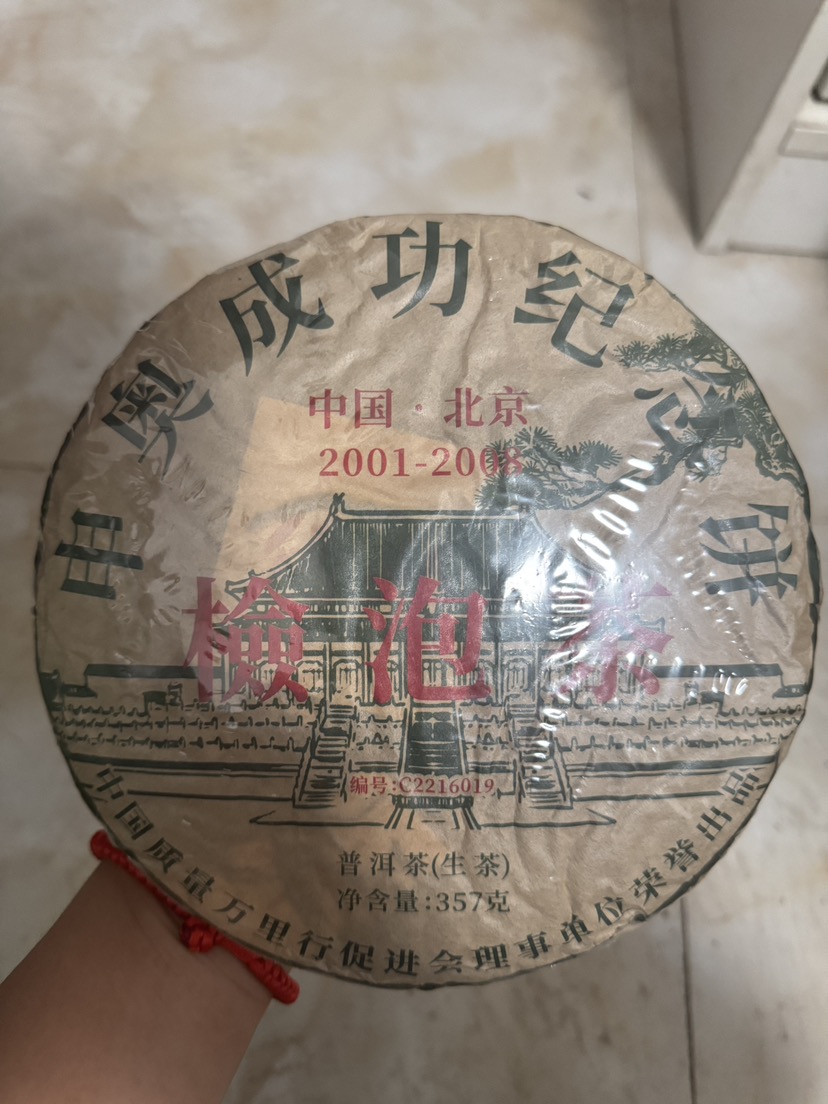 申奥成功纪念饼
中国·北京
2001-2008
檢泡茶
编号:C2216019
普洱茶(生茶)
净含量:357克
中国质量万里行促进会理事单位荣誉出品